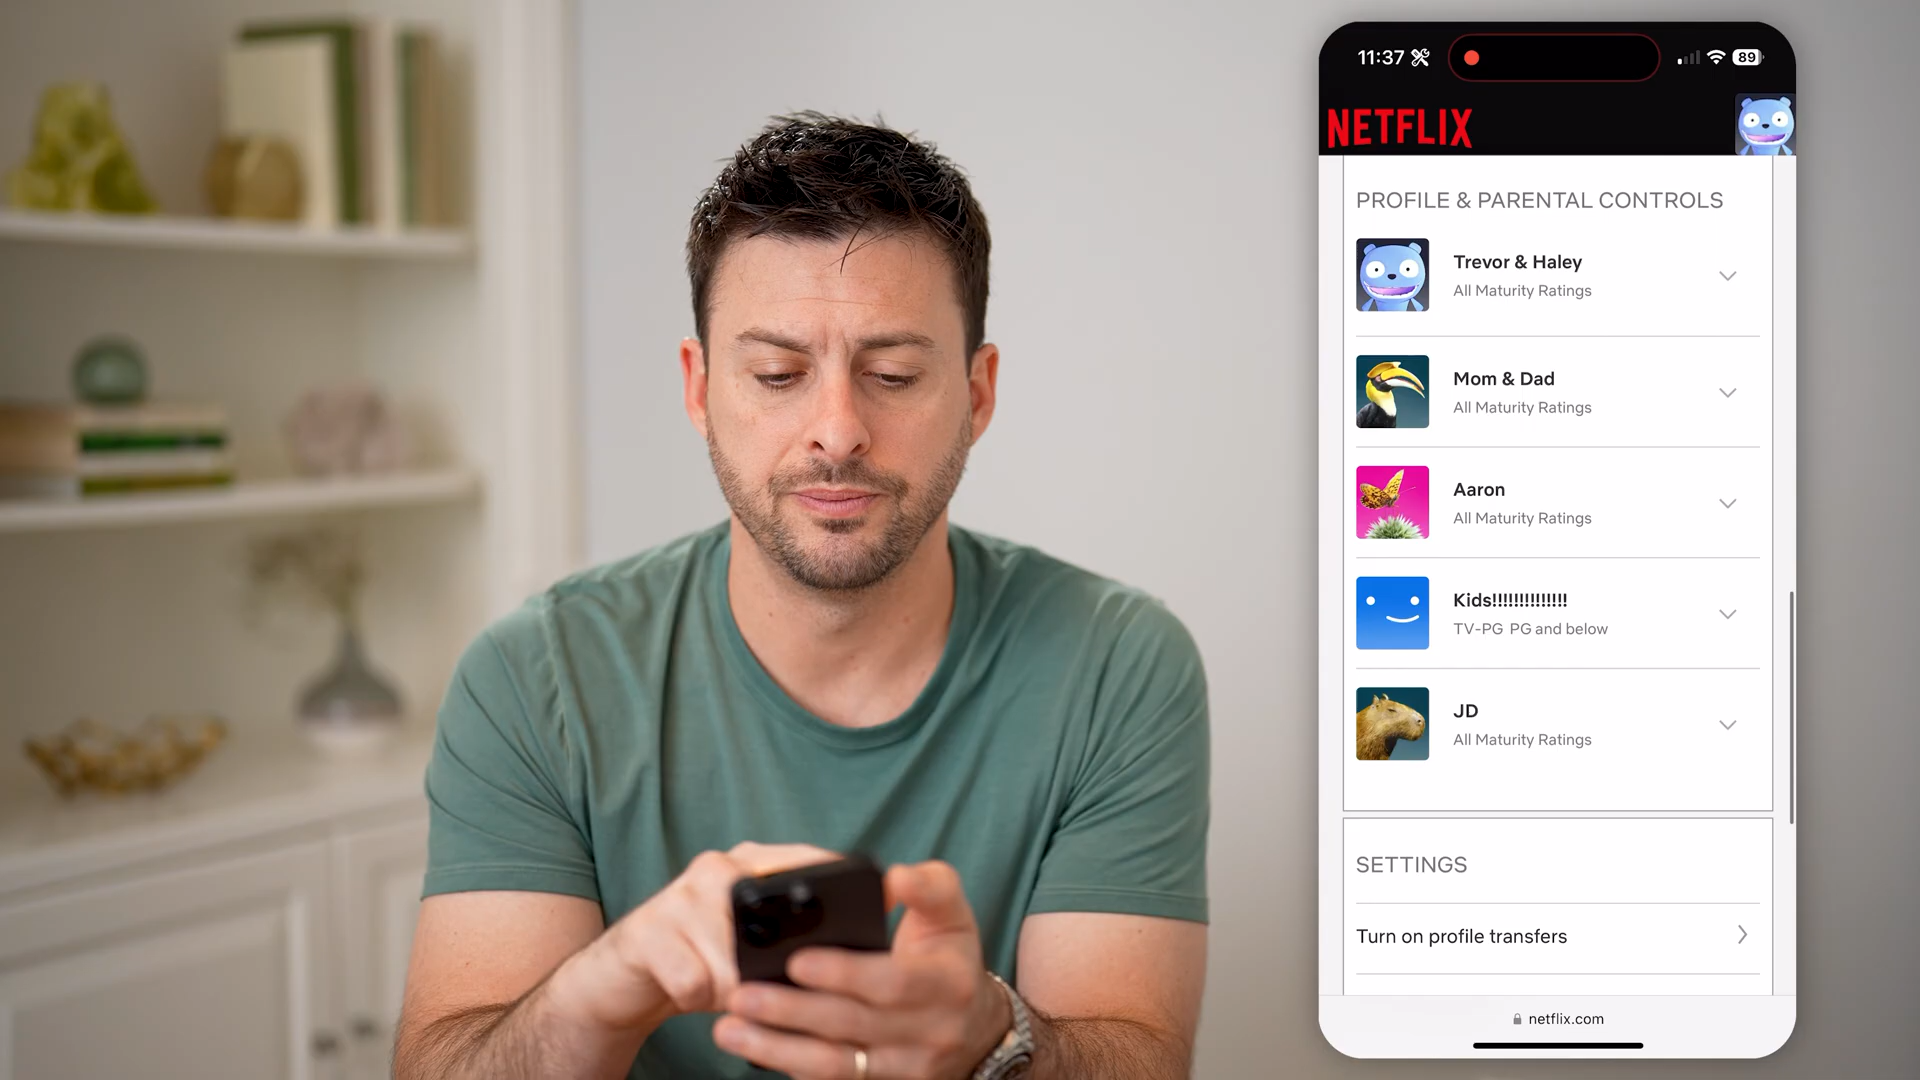 11:37
89
NETFLIX
PROFILE & PARENTAL CONTROLS
Trevor & Haley
All Maturity Ratings
Mom & Dad
All Maturity Ratings
Aaron
All Maturity Ratings
Kids!!!!!!!!!!!!!!
TV-PG PG and below
JD
All Maturity Ratings
SETTINGS
Turn on profile transfers
netflix.com